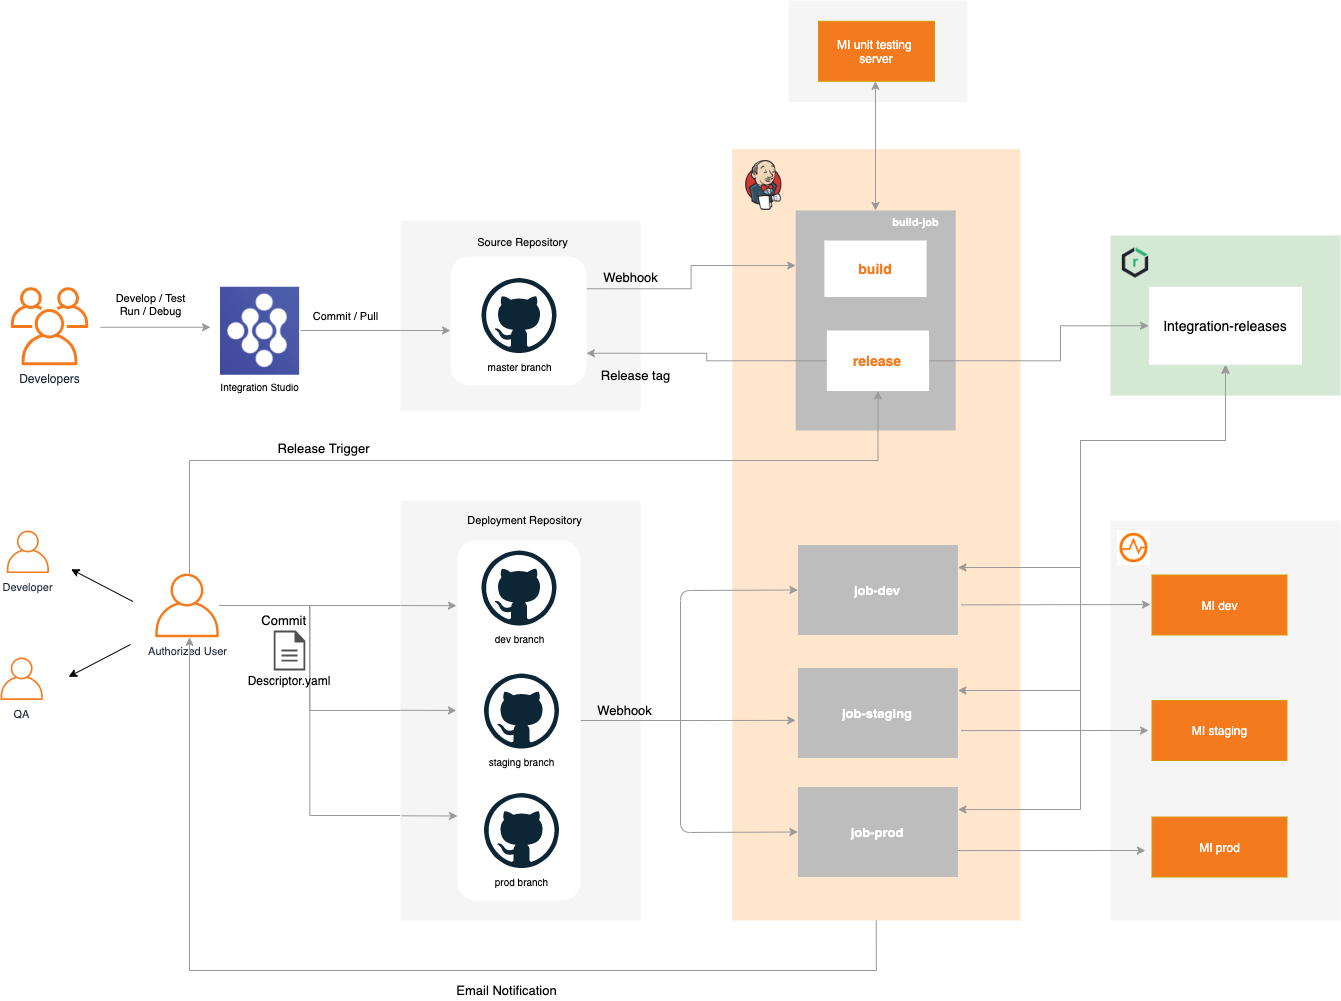 MI unit testing
server
build-job
Source Repository
Webhook
build
Develop / Test
Run / Debug
Commit / Pull
Integration-releases
release
master branch
Release tag
Developers
Integration Studio
Release Trigger
Deployment Repository
Developer
job-dev
MI dev
Commit
dev branch
Authorized User
Descriptor.yaml
QA
Webhook
job-staging
MI staging
staging branch
job-prod
MI prod
prod branch
Email Notification
r